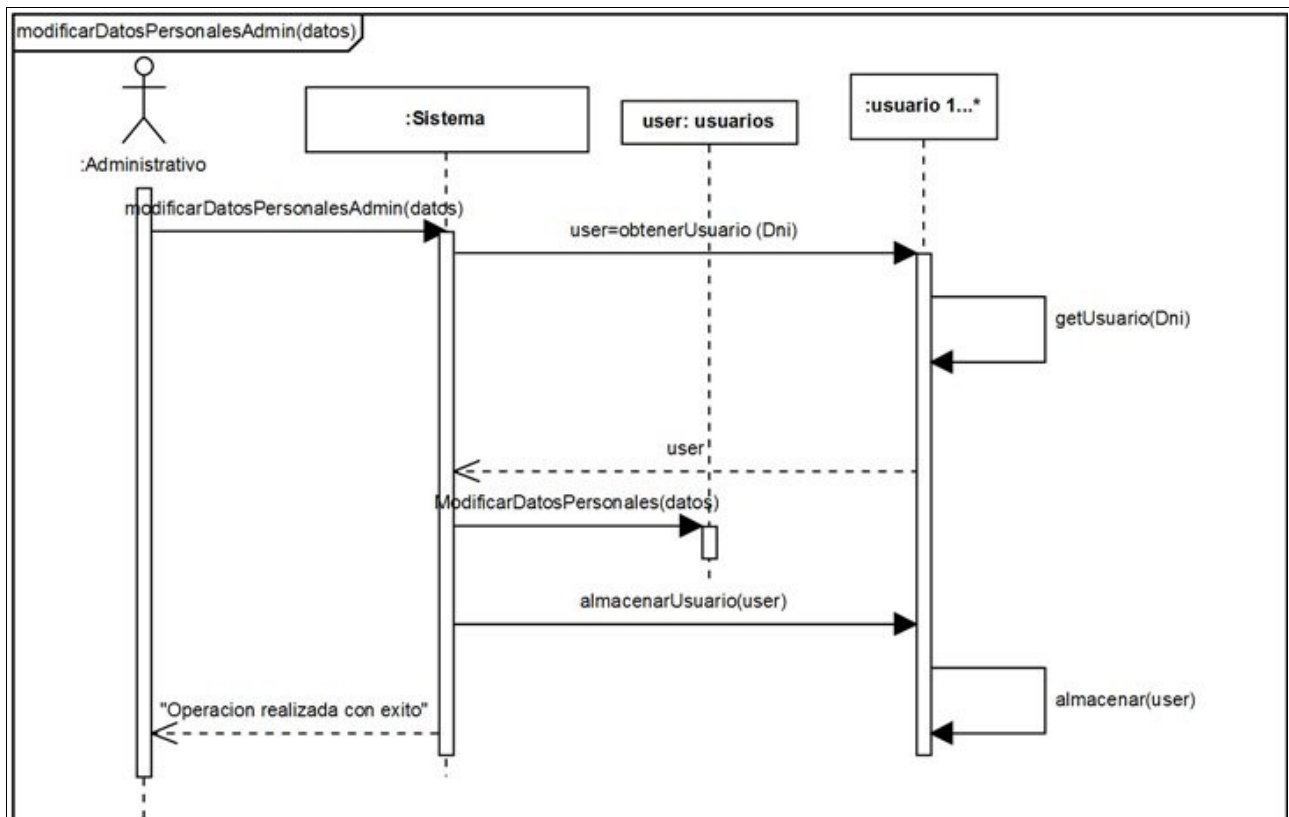 modificarDatosPersonalesAdmin(datos)
:Administrativo
:Sistema
user: usuarios
:usuario 1...*
modificarDatosPersonalesAdmin(datos)
user=obtenerUsuario (Dni)
getUsuario(Dni)
user
ModificarDatosPersonales(datos)
almacenarUsuario(user)
almacenar(user)
"Operacion realizada con exito"